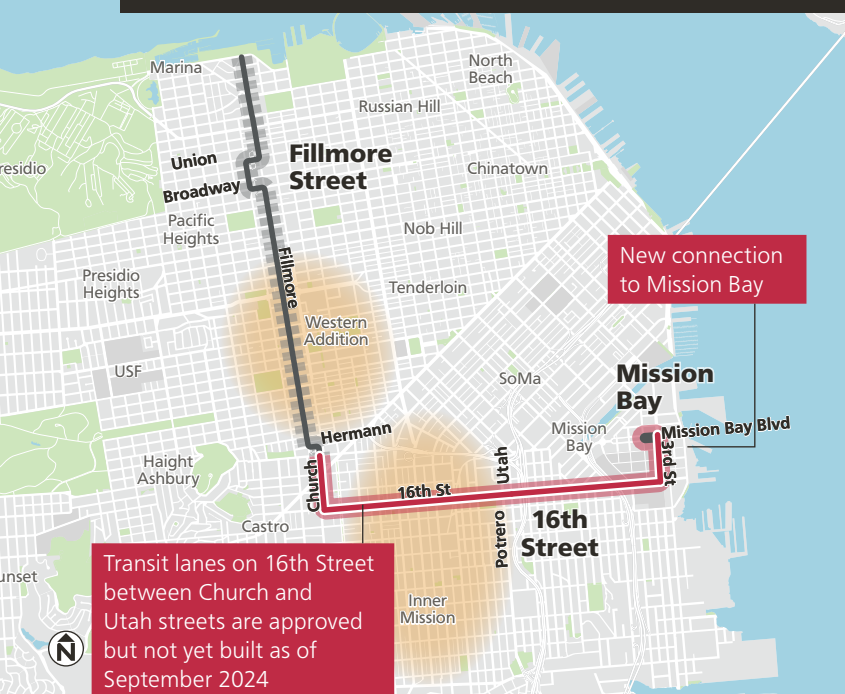 Marina
North
Beach
Russian Hill
Union
Fillmore
Street
Chinatown
residio
Broadway
Pacific
Heights
Nob Hill
New connection
to Mission Bay
Fillmore
Presidio
Heights
Tenderloin
Western
Addition
USF
SoMa
Mission
Bay
Hermann
Mission
Bay
Mission Bay Blvd
3rd St
Haight
Ashbury
Church
Utah
16th St
Castro
Potrero
16th
Street
Transit lanes on 16th Street
between Church and
Utah streets are approved
but not yet built as of
September 2024
unset
Inner
Mission
N